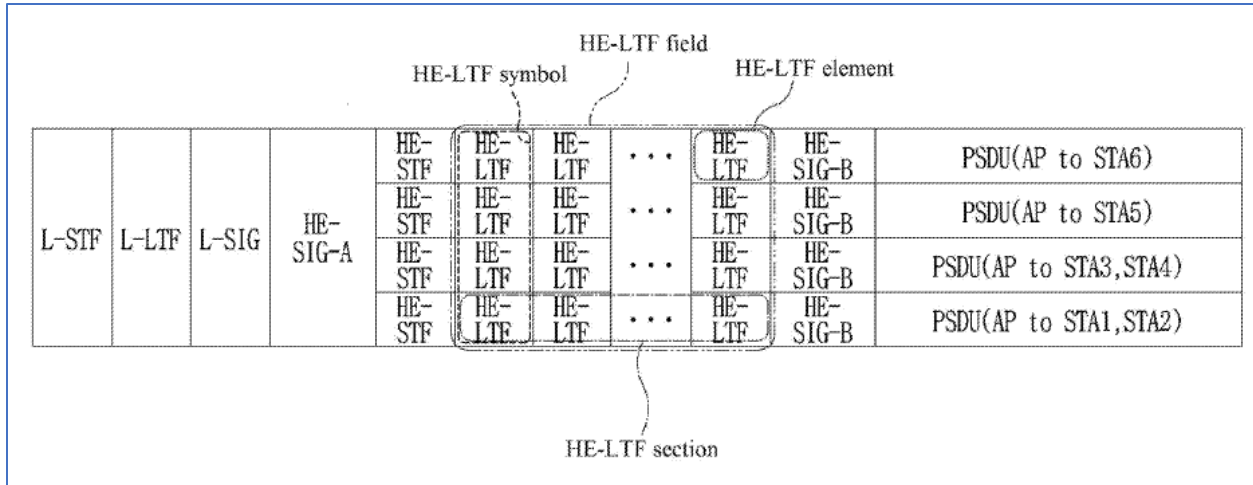 HE-LTF field
HE-LTF symbol
HE-LTF element
L-STF L-LTF L-SIG HE-SIG-A
HE-STF HE-LTF HE-LTF ... HE-LTF HE-SIG-B PSDU(AP to STA6)
HE-STF HE-LTF HE-LTF ... HE-LTF HE-SIG-B PSDU(AP to STA5)
HE-STF HE-LTF HE-LTF ... HE-LTF HE-SIG-B PSDU(AP to STA3,STA4)
HE-STF HE-LTF HE-LTF ... HE-LTF HE-SIG-B PSDU(AP to STA1,STA2)
HE-LTF section